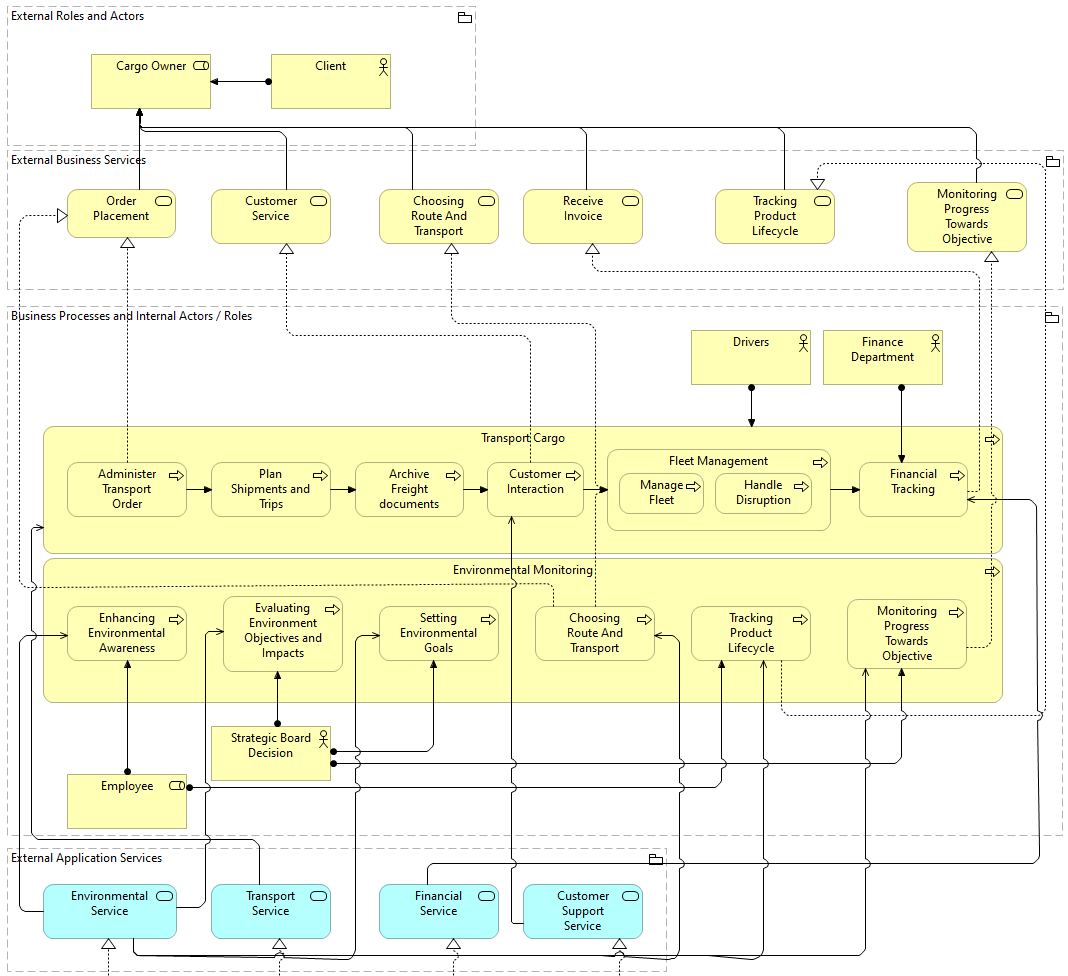 External Roles and Actors
Cargo Owner
Client
External Business Services
Order
Placement
Customer
Service
Choosing
Route And
Transport
Receive
Invoice
Tracking
Product
Lifecycle
Monitoring
Progress
Towards
Objective
Business Processes and Internal Actors / Roles
Drivers
Finance
Department
Transport Cargo
Administer
Transport
Order
Plan
Shipments and
Trips
Archive
Freight
documents
Customer
Interaction
Fleet Management
Manage
Fleet
Handle
Disruption
Financial
Tracking
Environmental Monitoring
Enhancing
Environmental
Awareness
Evaluating
Environment
Objectives and
Impacts
Setting
Environmental
Goals
Choosing
Route And
Transport
Tracking
Product
Lifecycle
Monitoring
Progress
Towards
Objective
Strategic Board
Decision
Employee
External Application Services
Environmental
Service
Transport
Service
Financial
Service
Customer
Support
Service